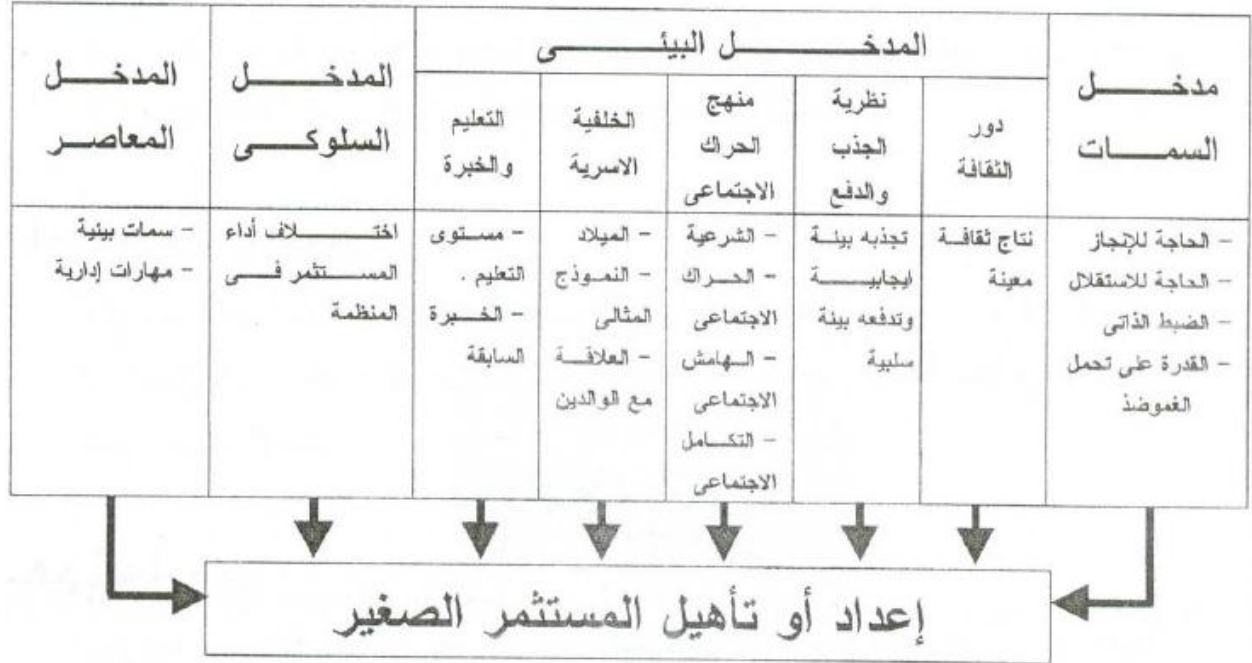 مدخل
السمات
المدخل البيئى
دور
الثقافة
نظرية
الجذب
والدفع
منهج
الحراك
الاجتماعى
الخلفية
الاسرية
التعليم
والخبرة
المدخل
السلوكى
المدخل
المعاصر
- الحاجة للإنجاز
- الحاجة للاستقلال
- الضبط الذاتى
- القدرة على تحمل
الغموضذ
نتاج ثقافة
معينة
تجذبه بيئة
ايجابية
وتدفعه بيئة
سلبية
- الشرعية
- الحراك
الاجتماعى
- الهامش
الاجتماعى
- التكامل
الاجتماعى
- الميلاد
- النموذج
المثالى
- العلاقة
مع الوالدين
- مستوى
التعليم .
- الخبرة
السابقة
اختلاف أداء
المستثمر فى
المنظمة
- سمات بيئية
- مهارات إدارية
إعداد أو تأهيل المستثمر الصغير